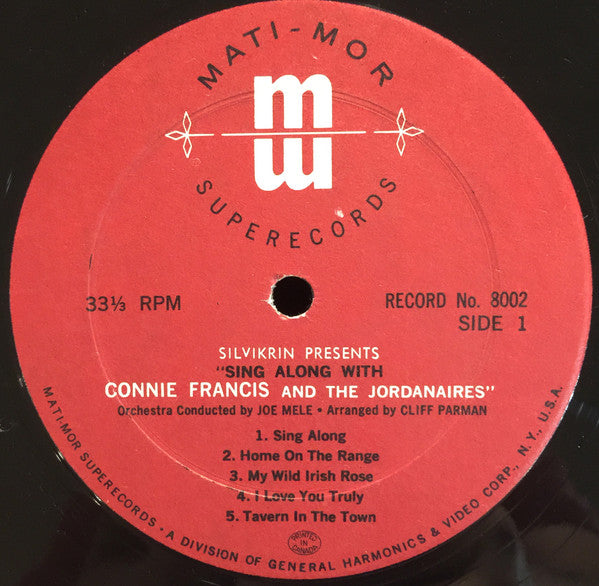 MATI-MOR
mm
SUPERECORDS
33⅓ RPM
RECORD No. 8002
SIDE 1
SILVIKRIN PRESENTS
"SING ALONG WITH
CONNIE FRANCIS AND THE JORDANAIRES"
Orchestra Conducted by JOE MELE • Arranged by CLIFF PARMAN
1. Sing Along
2. Home On The Range
3. My Wild Irish Rose
4. I Love You Truly
5. Tavern In The Town
PRINTED
IN
CANADA
MATI-MOR SUPERECORDS • A DIVISION OF GENERAL HARMONICS & VIDEO CORP., N. Y., U.S.A.